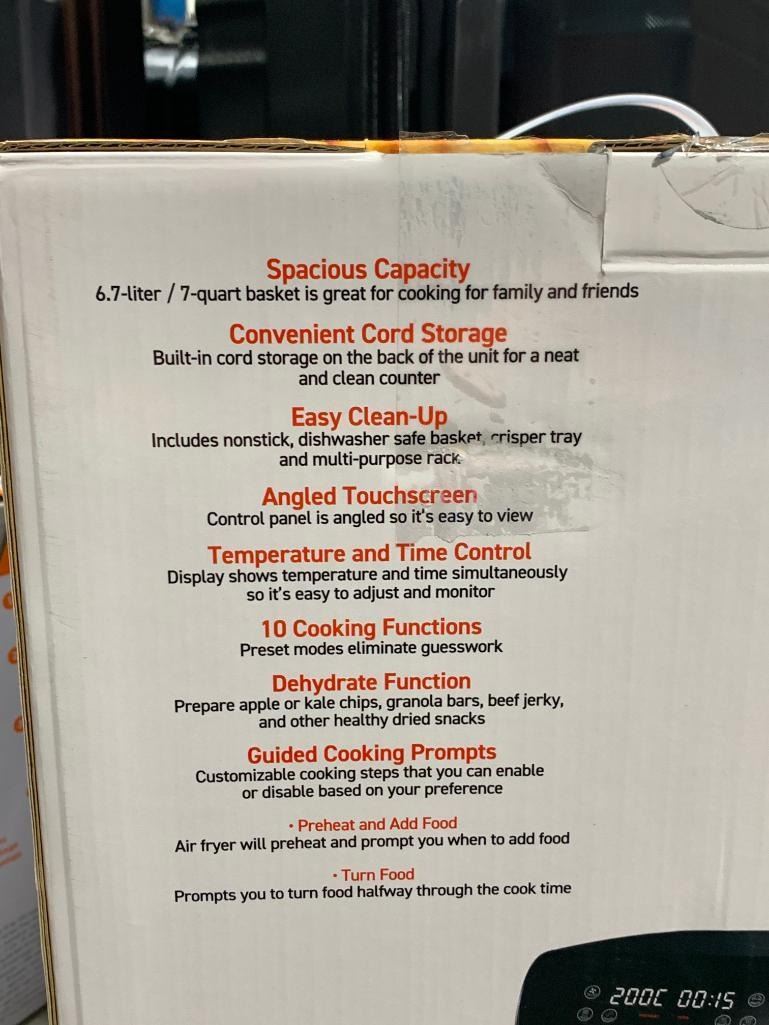 Spacious Capacity
6.7-liter / 7-quart basket is great for cooking for family and friends
Convenient Cord Storage
Built-in cord storage on the back of the unit for a neat
and clean counter
Easy Clean-Up
Includes nonstick, dishwasher safe basket, crisper tray
and multi-purpose rack
Angled Touchscreen
Control panel is angled so it's easy to view
Temperature and Time Control
Display shows temperature and time simultaneously
so it's easy to adjust and monitor
10 Cooking Functions
Preset modes eliminate guesswork
Dehydrate Function
Prepare apple or kale chips, granola bars, beef jerky,
and other healthy dried snacks
Guided Cooking Prompts
Customizable cooking steps that you can enable
or disable based on your preference
• Preheat and Add Food
Air fryer will preheat and prompt you when to add food
• Turn Food
Prompts you to turn food halfway through the cook time
200C 00:15